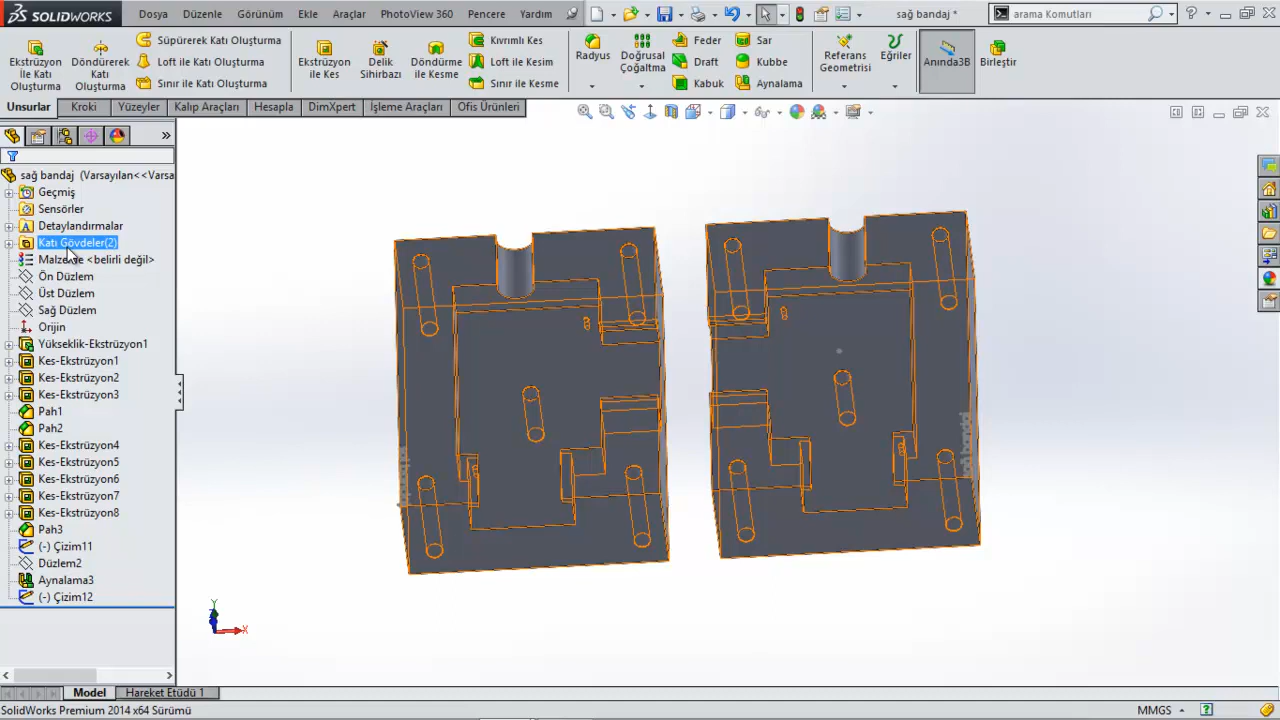 SOLIDWORKS
Dosya Düzenle Görünüm Ekle Araçlar PhotoView 360 Pencere Yardım
sağ bandaj *
arama Komutları
Ekstrüzyon
İle Katı
Oluşturma
Döndürerek
Katı
Oluşturma
Süpürerek Katı Oluşturma
Loft ile Katı Oluşturma
Sınır ile Katı Oluşturma
Ekstrüzyon
ile Kes
Delik
Sihirbazı
Döndürme
ile Kesme
Kıvrımlı Kes
Loft ile Kesim
Sınır ile Kesme
Radyus
Doğrusal
Çoğaltma
Feder
Draft
Kabuk
Sar
Kubbe
Aynalama
Referans
Geometrisi
Eğriler
Anında3B
Birleştir
Unsurlar Kroki Yüzeyler Kalıp Araçları Hesapla DimXpert İşleme Araçları Ofis Ürünleri
sağ bandaj (Varsayılan<<Varsa
Geçmiş
Sensörler
Detaylandırmalar
Katı Gövdeler(2)
Malzeme <belirli değil>
Ön Düzlem
Üst Düzlem
Sağ Düzlem
Orijin
Yükseklik-Ekstrüzyon1
Kes-Ekstrüzyon1
Kes-Ekstrüzyon2
Kes-Ekstrüzyon3
Pah1
Pah2
Kes-Ekstrüzyon4
Kes-Ekstrüzyon5
Kes-Ekstrüzyon6
Kes-Ekstrüzyon7
Kes-Ekstrüzyon8
Pah3
(-) Çizim11
Düzlem2
Aynalama3
(-) Çizim12
sağ bandaj
Y
X
Model Hareket Etüdü 1
SolidWorks Premium 2014 x64 Sürümü
MMGS